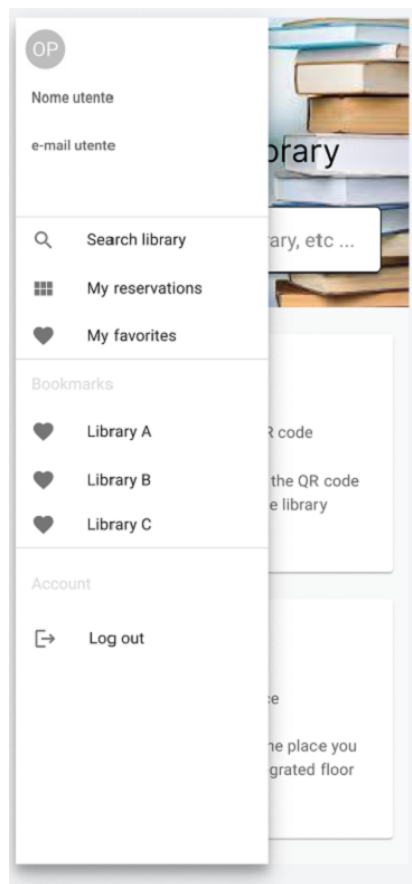 OP
Nome utente
e-mail utente
brary
Search library
ary, etc ...
My reservations
My favorites
Bookmarks
Library A
R code
Library B
the QR code
e library
Library C
Account
Log out
ce
he place you
grated floor